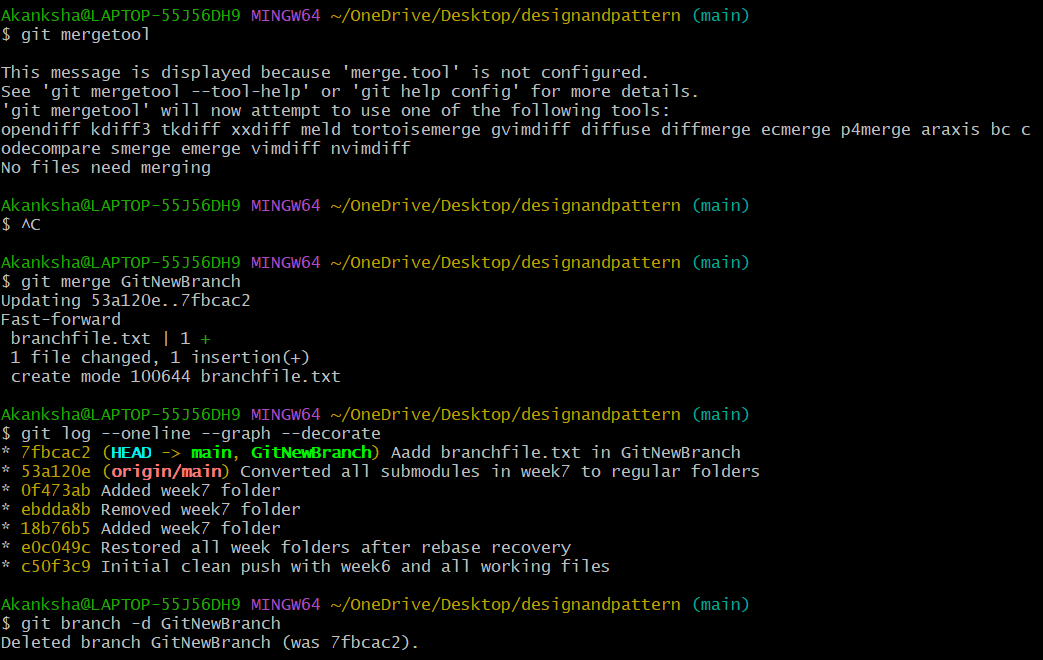 Akanksha@LAPTOP-55J56DH9 MINGW64 ~/OneDrive/Desktop/designandpattern (main)
$ git mergetool
This message is displayed because 'merge.tool' is not configured.
See 'git mergetool --tool-help' or 'git help config' for more details.
'git mergetool' will now attempt to use one of the following tools:
opendiff kdiff3 tkdiff xxdiff meld tortoisemerge gvimdiff diffuse diffmerge ecmerge p4merge araxis bc c
odecompare smerge emerge vimdiff nvimdiff
No files need merging
Akanksha@LAPTOP-55J56DH9 MINGW64 ~/OneDrive/Desktop/designandpattern (main)
$ ^C
Akanksha@LAPTOP-55J56DH9 MINGW64 ~/OneDrive/Desktop/designandpattern (main)
$ git merge GitNewBranch
Updating 53a120e..7fbcac2
Fast-forward
 branchfile.txt | 1 +
 1 file changed, 1 insertion(+)
 create mode 100644 branchfile.txt
Akanksha@LAPTOP-55J56DH9 MINGW64 ~/OneDrive/Desktop/designandpattern (main)
$ git log --oneline --graph --decorate
* 7fbcac2 (HEAD -> main, GitNewBranch) Aadd branchfile.txt in GitNewBranch
* 53a120e (origin/main) Converted all submodules in week7 to regular folders
* 0f473ab Added week7 folder
* ebdda8b Removed week7 folder
* 18b76b5 Added week7 folder
* e0c049c Restored all week folders after rebase recovery
* c50f3c9 Initial clean push with week6 and all working files
Akanksha@LAPTOP-55J56DH9 MINGW64 ~/OneDrive/Desktop/designandpattern (main)
$ git branch -d GitNewBranch
Deleted branch GitNewBranch (was 7fbcac2).